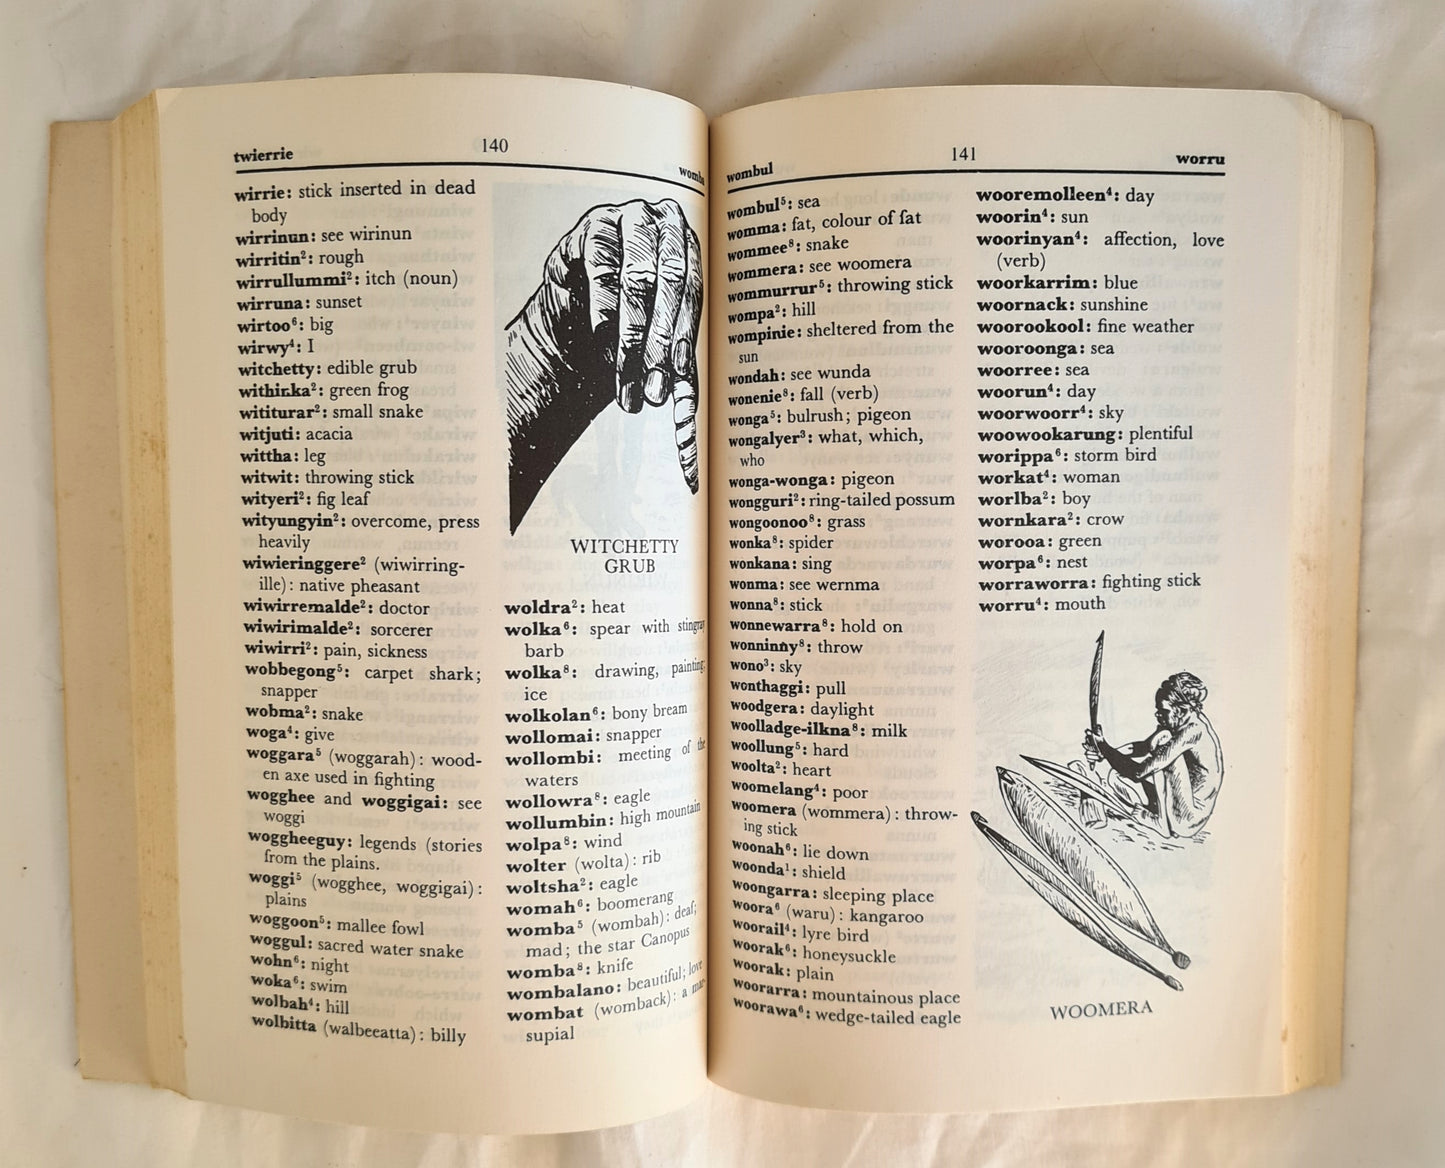 twierrie
140
womba
wirrie: stick inserted in dead
body
wirrinun: see wirinun
wirritin²: rough
wirrullummi²: itch (noun)
wirruna: sunset
wirtoo⁶: big
wirwy⁴: I
witchetty: edible grub
withirka²: green frog
wititurar²: small snake
witjuti: acacia
wittha: leg
witwit: throwing stick
wityeri²: fig leaf
wityungyin²: overcome, press
heavily
wiwieringgere² (wiwirring-
ille): native pheasant
wiwirremalde²: doctor
wiwirimalde²: sorcerer
wiwirri²: pain, sickness
wobbegong⁵: carpet shark;
snapper
wobma²: snake
woga⁴: give
woggara⁵ (woggarah): wood-
en axe used in fighting
wogghee and woggigai: see
woggi
woggheeguy: legends (stories
from the plains.
woggi⁵ (wogghee, woggigai):
plains
woggoon⁵: mallee fowl
woggul: sacred water snake
wohn⁶: night
woka⁶: swim
wolbah⁴: hill
wolbitta (walbeeatta): billy
WITCHETTY
GRUB
woldra²: heat
wolka⁶: spear with stingray
barb
wolka⁸: drawing, painting;
ice
wolkolan⁶: bony bream
wollomai: snapper
wollombi: meeting of the
waters
wollowra⁸: eagle
wollumbin: high mountain
wolpa⁸: wind
wolter (wolta): rib
woltsha²: eagle
womah⁶: boomerang
womba⁵ (wombah): deaf;
mad; the star Canopus
womba⁸: knife
wombalano: beautiful; love
wombat (womback): a mar-
supial
wombul
141
worru
wombul⁵: sea
womma: fat, colour of fat
wommee⁸: snake
wommera: see woomera
wommurrur⁵: throwing stick
wompa²: hill
wompinie: sheltered from the
sun
wondah: see wunda
wonenie⁸: fall (verb)
wonga⁵: bulrush; pigeon
wongalyer³: what, which,
who
wonga-wonga: pigeon
wongguri²: ring-tailed possum
wongoonoo⁸: grass
wonka⁸: spider
wonkana: sing
wonma: see wernma
wonna⁸: stick
wonnewarra⁸: hold on
wonninny⁸: throw
wono³: sky
wonthaggi: pull
woodgera: daylight
woolladge-ilkna⁸: milk
woollung⁵: hard
woolta²: heart
woomelang⁴: poor
woomera (wommera): throw-
ing stick
woonah⁶: lie down
woonda¹: shield
woongarra: sleeping place
woora⁶ (waru): kangaroo
woorail⁴: lyre bird
woorak⁶: honeysuckle
woorak: plain
woorarra: mountainous place
woorawa⁶: wedge-tailed eagle
wooremolleen⁴: day
woorin⁴: sun
woorinyan⁴: affection, love
(verb)
woorkarrim: blue
woornack: sunshine
woorookool: fine weather
wooroonga: sea
woorree: sea
woorun⁴: day
woorwoorr⁴: sky
woowookarung: plentiful
worippa⁶: storm bird
workat⁴: woman
worlba²: boy
wornkara²: crow
worooa: green
worpa⁶: nest
worraworra: fighting stick
worru⁴: mouth
WOOMERA